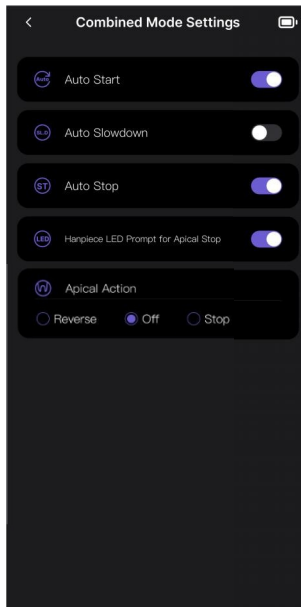 Combined Mode Settings
Auto Auto Start
SL.D Auto Slowdown
ST Auto Stop
LED Hanpiece LED Prompt for Apical Stop
Apical Action
Reverse Off Stop